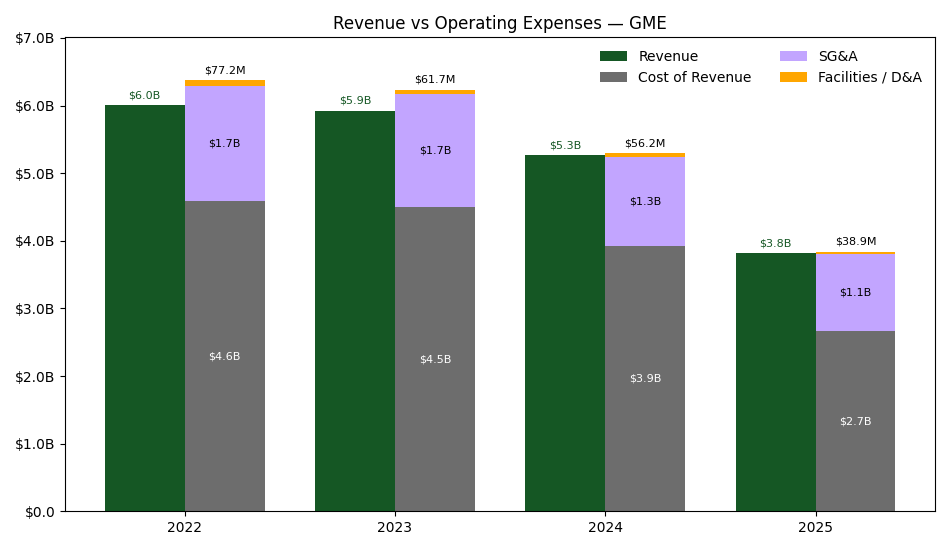 Revenue vs Operating Expenses — GME
$7.0B
$6.0B
$5.0B
$4.0B
$3.0B
$2.0B
$1.0B
$0.0
Revenue
Cost of Revenue
SG&A
Facilities / D&A
$6.0B
$77.2M
$1.7B
$4.6B
$5.9B
$61.7M
$1.7B
$4.5B
$5.3B
$56.2M
$1.3B
$3.9B
$3.8B
$38.9M
$1.1B
$2.7B
2022
2023
2024
2025